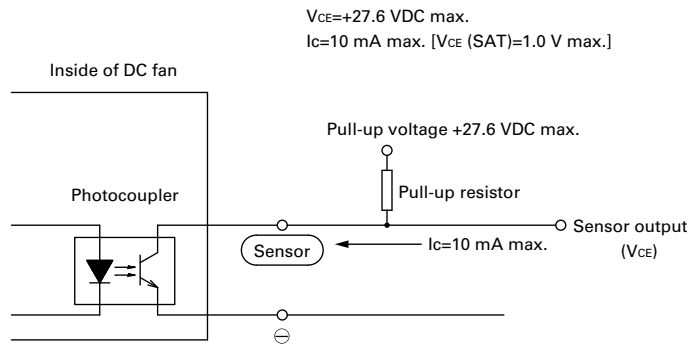 VCE=+27.6 VDC max.
Ic=10 mA max. [VCE (SAT)=1.0 V max.]
Inside of DC fan
Pull-up voltage +27.6 VDC max.
Photocoupler
Pull-up resistor
Sensor output
(VCE)
Sensor
Ic=10 mA max.
⊖